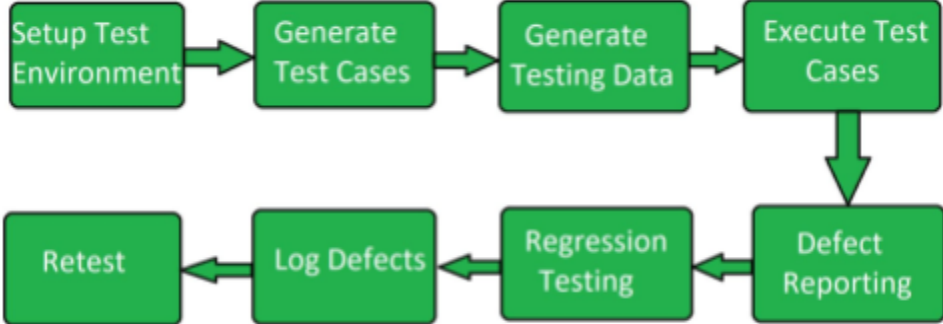 Setup Test
Environment
Generate
Test Cases
Generate
Testing Data
Execute Test
Cases
Defect
Reporting
Regression
Testing
Log Defects
Retest